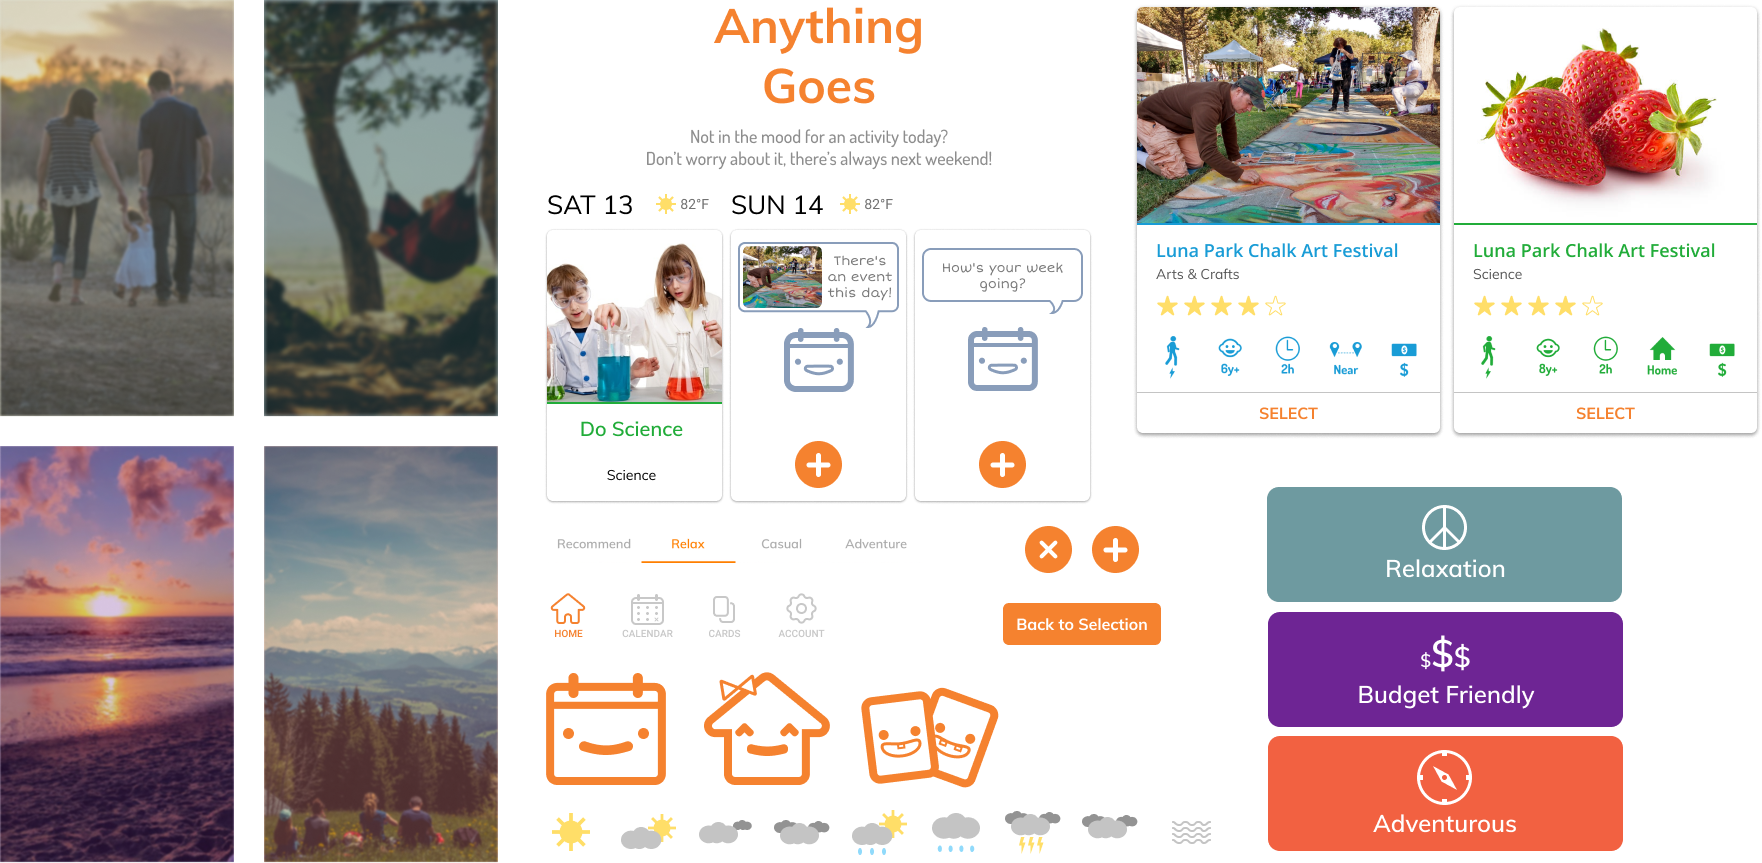 Anything
Goes
Not in the mood for an activity today?
Don't worry about it, there's always next weekend!
SAT 13
82°F
SUN 14
82°F
Do Science
Science
There's
an event
this day!
How's your week
going?
Recommend
Relax
Casual
Adventure
HOME
CALENDAR
CARDS
ACCOUNT
Back to Selection
Luna Park Chalk Art Festival
Arts & Crafts
6y+
2h
Near
$
SELECT
Luna Park Chalk Art Festival
Science
8y+
2h
Home
$
SELECT
Relaxation
$$$
Budget Friendly
Adventurous